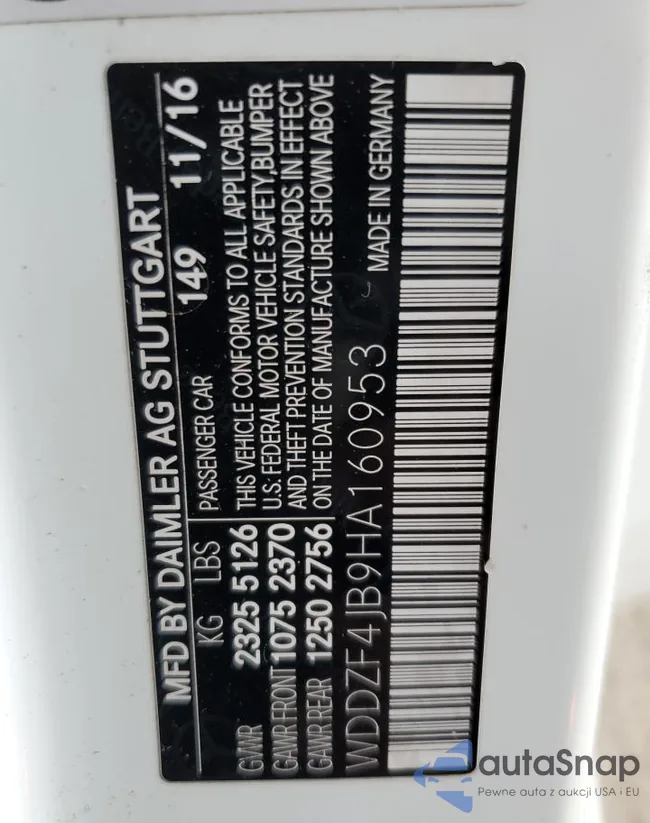 MFD BY DAIMLER AG STUTTGART
149 11/16
KG LBS PASSENGER CAR
GVWR 2325 5126
GAWR FRONT 1075 2370
GAWR REAR 1250 2756
THIS VEHICLE CONFORMS TO ALL APPLICABLE
U.S: FEDERAL MOTOR VEHICLE SAFETY,BUMPER
AND THEFT PREVENTION STANDARDS IN EFFECT
ON THE DATE OF MANUFACTURE SHOWN ABOVE
WDDZF4JB9HA160953 MADE IN GERMANY
autaSnap
Pewne auta z aukcji USA i EU